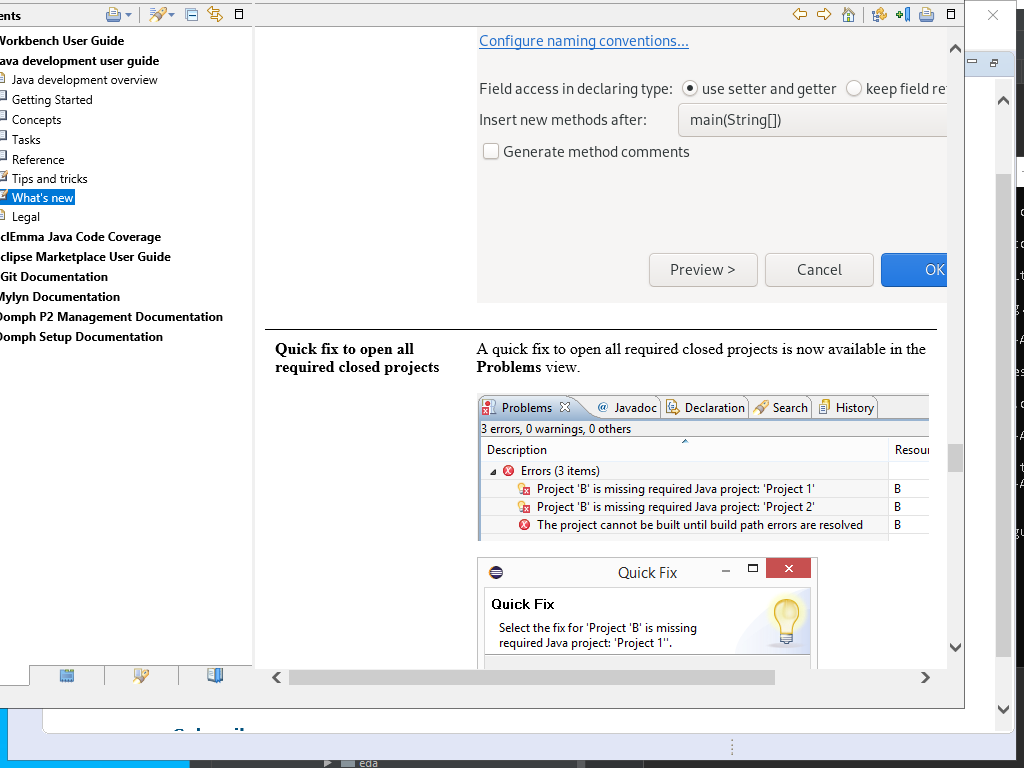 ents
Workbench User Guide
ava development user guide
Java development overview
Getting Started
Concepts
Tasks
Reference
Tips and tricks
What's new
Legal
clEmma Java Code Coverage
clipse Marketplace User Guide
Git Documentation
Mylyn Documentation
Oomph P2 Management Documentation
Oomph Setup Documentation
Configure naming conventions...
Field access in declaring type: use setter and getter keep field re
Insert new methods after: main(String[])
Generate method comments
Preview > Cancel OK
Quick fix to open all
required closed projects
A quick fix to open all required closed projects is now available in the
Problems view.
Problems @ Javadoc Declaration Search History
3 errors, 0 warnings, 0 others
Description Resour
Errors (3 items)
Project 'B' is missing required Java project: 'Project 1' B
Project 'B' is missing required Java project: 'Project 2' B
The project cannot be built until build path errors are resolved B
Quick Fix
Quick Fix
Select the fix for 'Project 'B' is missing
required Java project: 'Project 1''.
eda